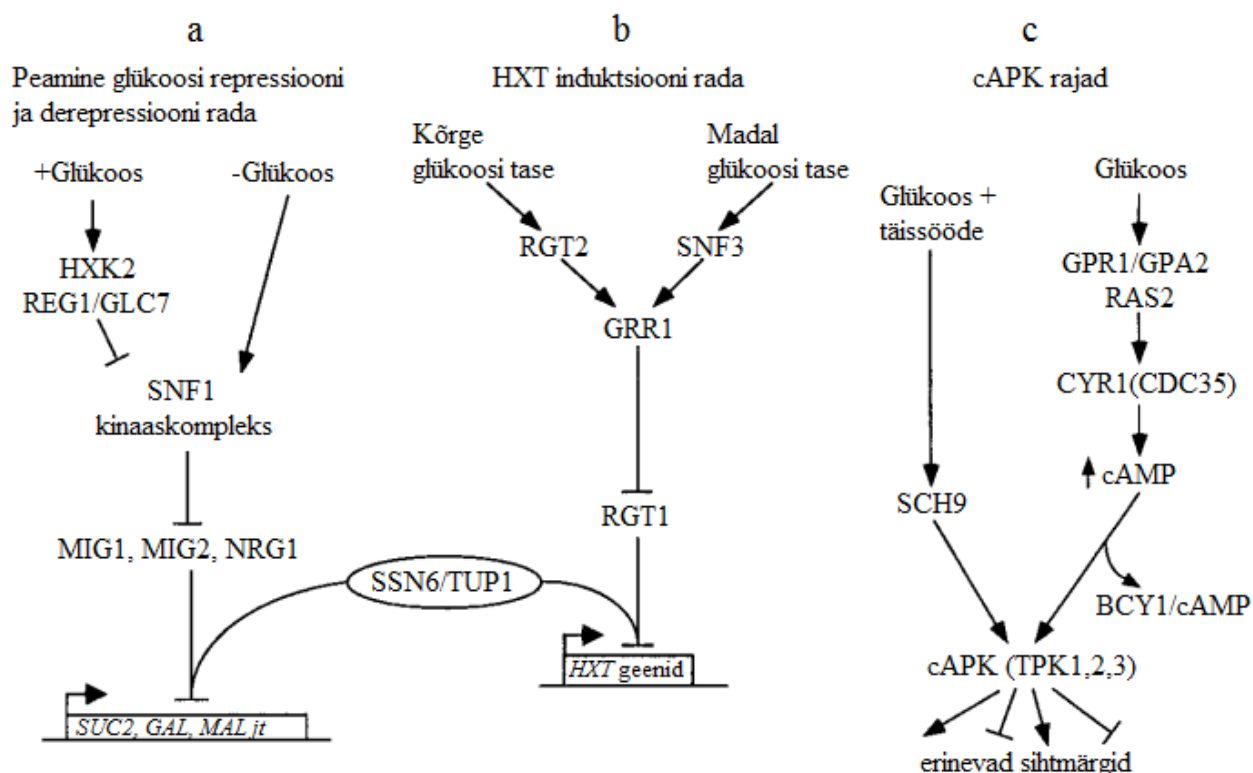 a
Peamine glükoosi repressiooni
ja derepressiooni rada
+Glükoos
-Glükoos
HXK2
REG1/GLC7
SNF1
kinaaskompleks
MIG1, MIG2, NRG1
SSN6/TUP1
SUC2, GAL, MAL jt
b
HXT induktsiooni rada
Kõrge
glükoosi tase
Madal
glükoosi tase
RGT2
SNF3
GRR1
RGT1
HXT geenid
c
cAPK rajad
Glükoos +
täissööde
Glükoos
GPR1/GPA2
RAS2
CYR1(CDC35)
cAMP
SCH9
BCY1/cAMP
cAPK (TPK1,2,3)
erinevad sihtmärgid